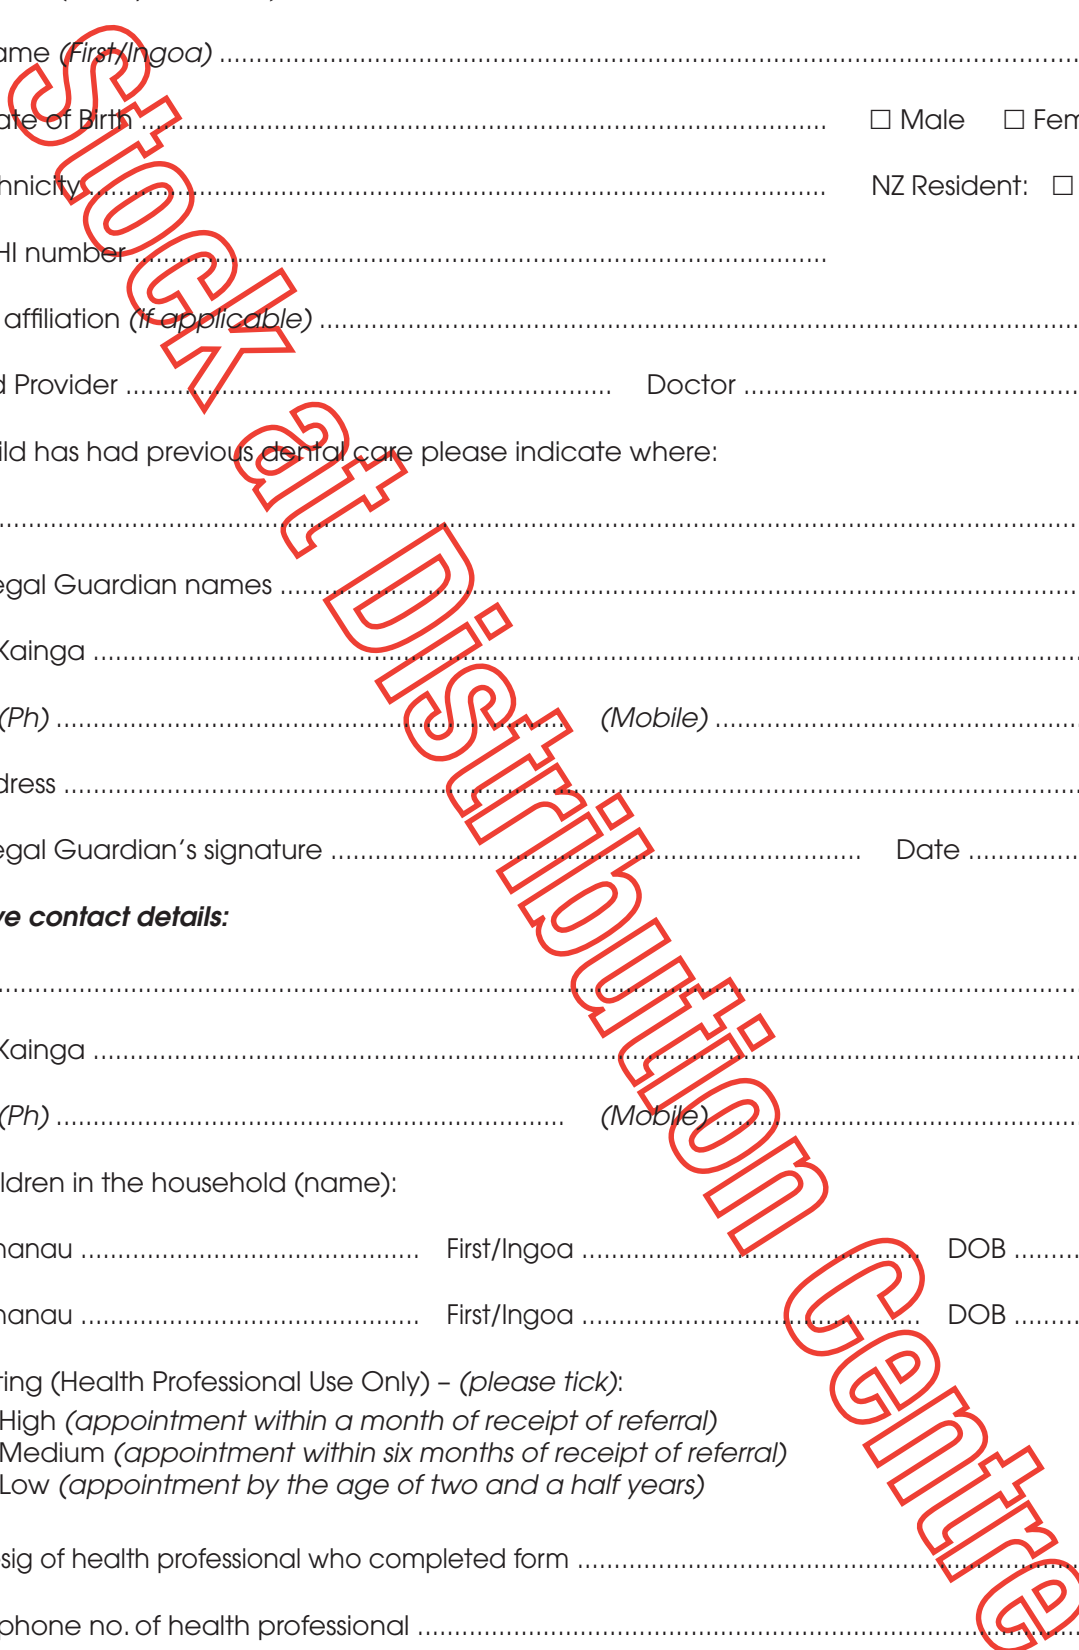 ame (First/Ingoa) ....................
ate of Birth .................... ☐ Male ☐ Fem
hnicity .................... NZ Resident: ☐
HI number ....................
affiliation (if applicable) ....................
d Provider .................... Doctor ....................
ild has had previous dental care please indicate where:
....................
egal Guardian names ....................
Kainga ....................
(Ph) .................... (Mobile) ....................
dress ....................
egal Guardian's signature .................... Date ....................
ve contact details:
....................
Kainga ....................
(Ph) .................... (Mobile) ....................
ldren in the household (name):
hanau .................... First/Ingoa .................... DOB ..........
hanau .................... First/Ingoa .................... DOB ..........
ting (Health Professional Use Only) – (please tick):
High (appointment within a month of receipt of referral)
Medium (appointment within six months of receipt of referral)
Low (appointment by the age of two and a half years)
sig of health professional who completed form ....................
phone no. of health professional ....................
Stock at Distribution Centre